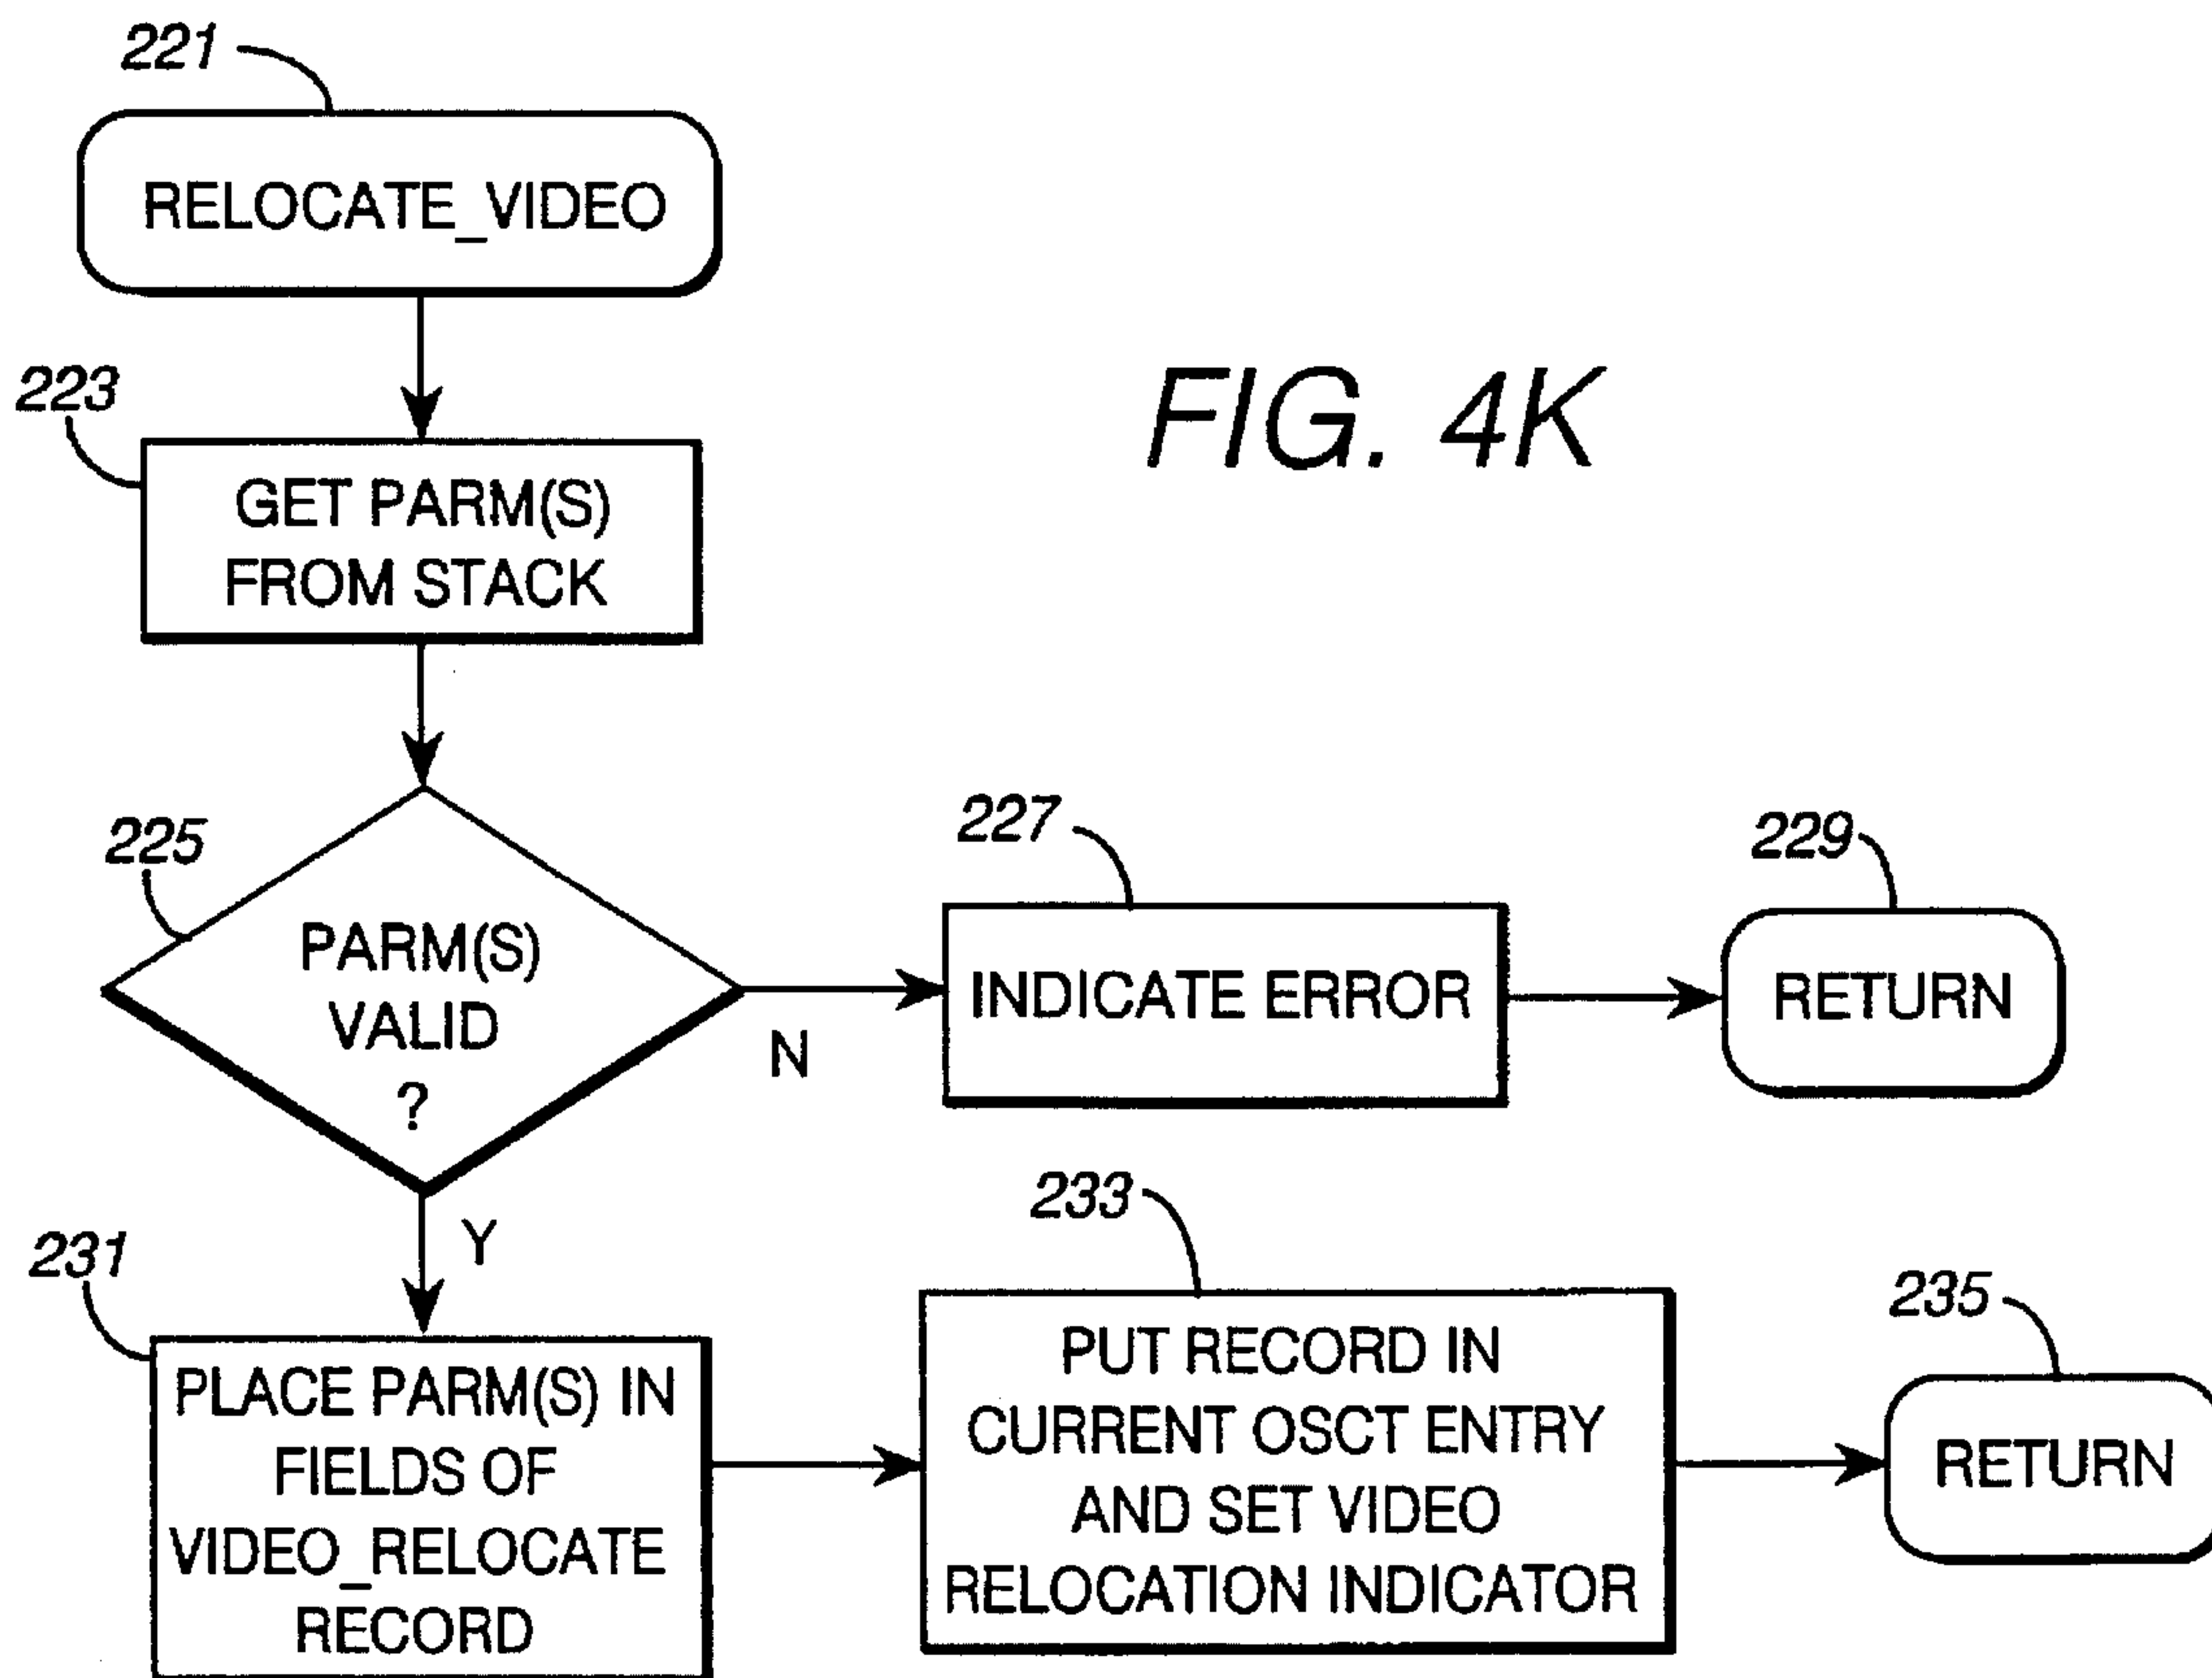 221
RELOCATE_VIDEO
FIG. 4K
223
GET PARM(S)
FROM STACK
225
PARM(S)
VALID
?
N
Y
227
INDICATE ERROR
229
RETURN
231
PLACE PARM(S) IN
FIELDS OF
VIDEO_RELOCATE
RECORD
233
PUT RECORD IN
CURRENT OSCT ENTRY
AND SET VIDEO
RELOCATION INDICATOR
235
RETURN